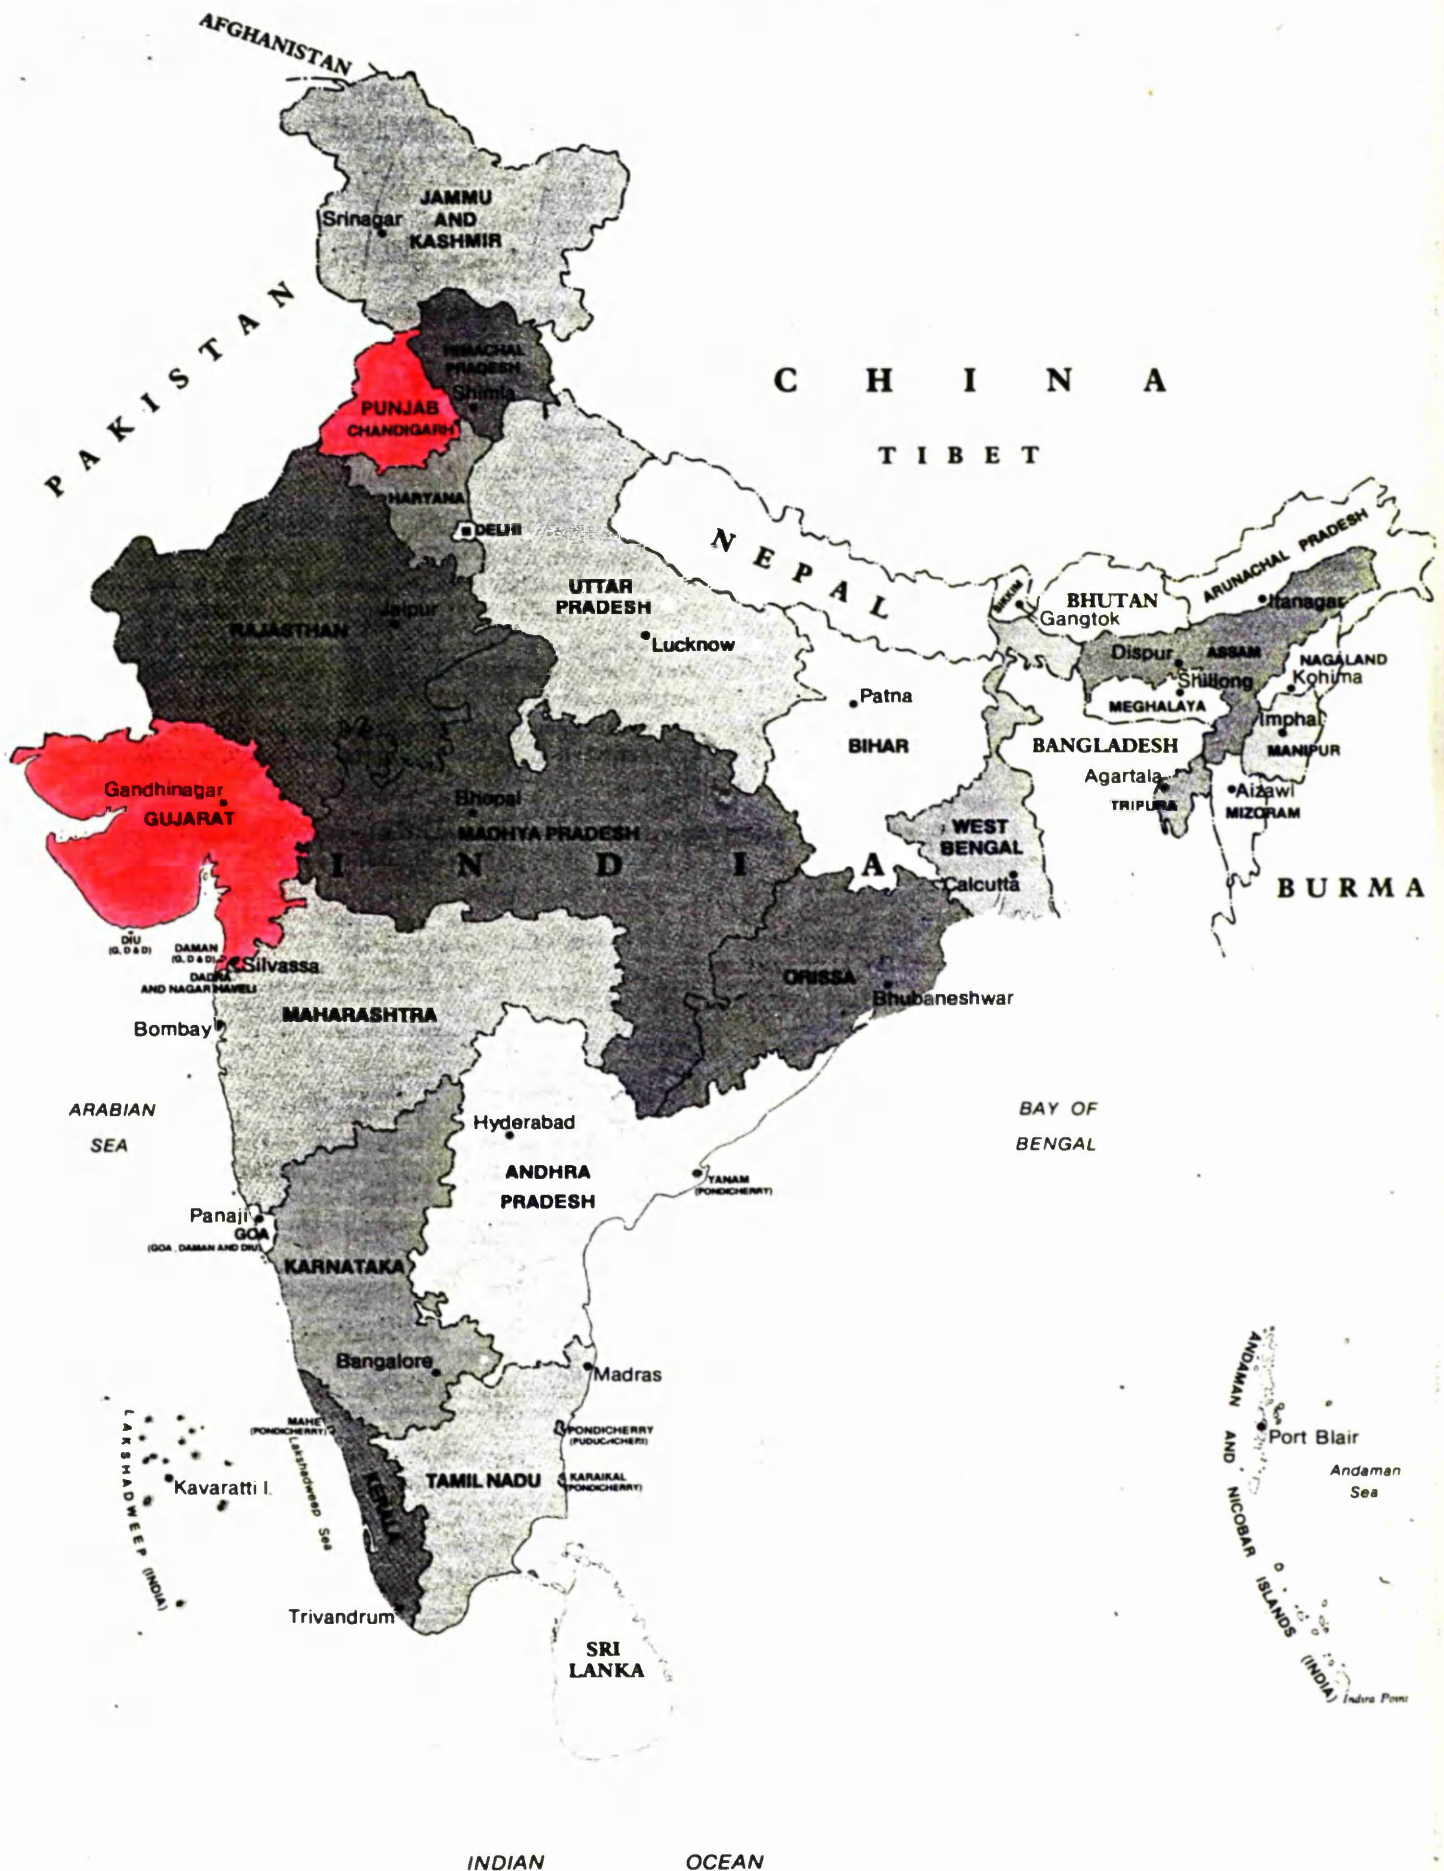 AFGHANISTAN
JAMMU
AND
KASHMIR
Srinagar
PAKISTAN
HIMACHAL
PRADESH
Shimla
PUNJAB
CHANDIGARH
CHINA
TIBET
HARYANA
DELHI
NEPAL
UTTAR
PRADESH
Lucknow
SIKKIM
Gangtok
BHUTAN
ARUNACHAL PRADESH
Itanagar
Jaipur
RAJASTHAN
Dispur
ASSAM
NAGALAND
Kohima
Shillong
MEGHALAYA
Patna
BIHAR
BANGLADESH
Imphal
MANIPUR
Agartala
TRIPURA
Aizawl
MIZORAM
Gandhinagar
GUJARAT
Bhopal
MADHYA PRADESH
INDIA
WEST
BENGAL
Calcutta
BURMA
DIU
(G, D & D)
DAMAN
(G, D & D)
Silvassa
DADRA
AND NAGAR HAVELI
ORISSA
Bhubaneshwar
MAHARASHTRA
Bombay
ARABIAN
SEA
BAY OF
BENGAL
Hyderabad
ANDHRA
PRADESH
YANAM
(PONDICHERRY)
Panaji
GOA
(GOA, DAMAN AND DIU)
KARNATAKA
Bangalore
Madras
MAHE
(PONDICHERRY)
PONDICHERRY
KARAIKAL
(PONDICHERRY)
TAMIL NADU
KERALA
Lakshadweep Sea
LAKSHADWEEP (INDIA)
Kavaratti I.
Trivandrum
SRI
LANKA
ANDAMAN AND NICOBAR ISLANDS (INDIA)
Port Blair
Andaman
Sea
Indira Point
INDIAN OCEAN